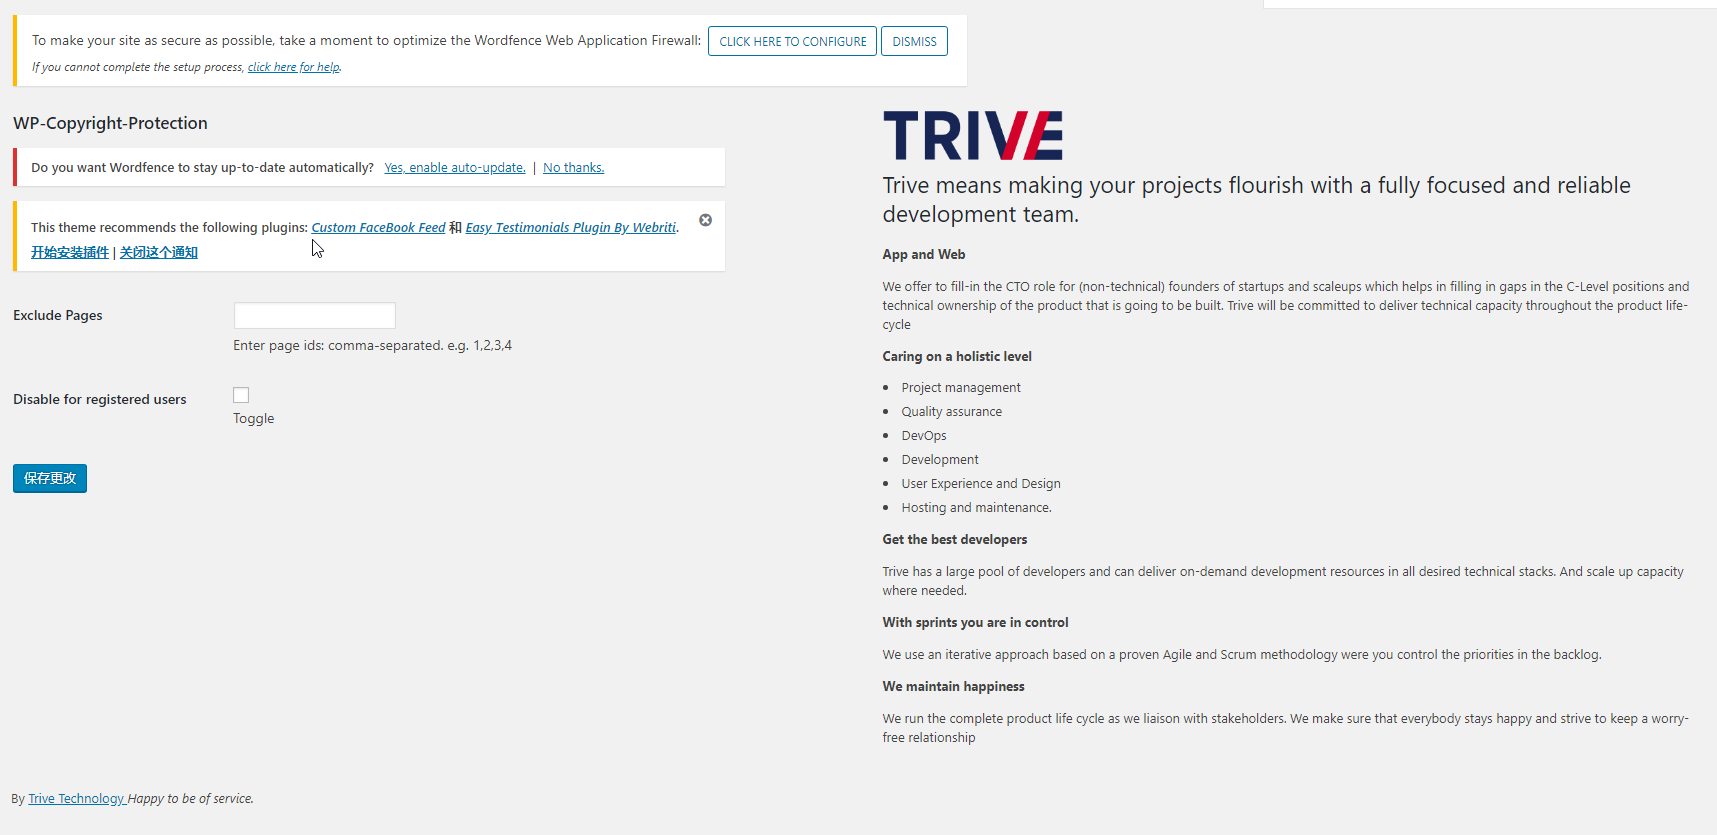 To make your site as secure as possible, take a moment to optimize the Wordfence Web Application Firewall: CLICK HERE TO CONFIGURE DISMISS
If you cannot complete the setup process, click here for help.
WP-Copyright-Protection
Do you want Wordfence to stay up-to-date automatically? Yes, enable auto-update. | No thanks.
This theme recommends the following plugins: Custom FaceBook Feed 和 Easy Testimonials Plugin By Webriti.
开始安装插件 | 关闭这个通知
Exclude Pages
Enter page ids: comma-separated. e.g. 1,2,3,4
Disable for registered users
Toggle
保存更改
TRIVE
Trive means making your projects flourish with a fully focused and reliable
development team.
App and Web
We offer to fill-in the CTO role for (non-technical) founders of startups and scaleups which helps in filling in gaps in the C-Level positions and
technical ownership of the product that is going to be built. Trive will be committed to deliver technical capacity throughout the product life-
cycle
Caring on a holistic level
• Project management
• Quality assurance
• DevOps
• Development
• User Experience and Design
• Hosting and maintenance.
Get the best developers
Trive has a large pool of developers and can deliver on-demand development resources in all desired technical stacks. And scale up capacity
where needed.
With sprints you are in control
We use an iterative approach based on a proven Agile and Scrum methodology were you control the priorities in the backlog.
We maintain happiness
We run the complete product life cycle as we liaison with stakeholders. We make sure that everybody stays happy and strive to keep a worry-
free relationship
By Trive Technology Happy to be of service.